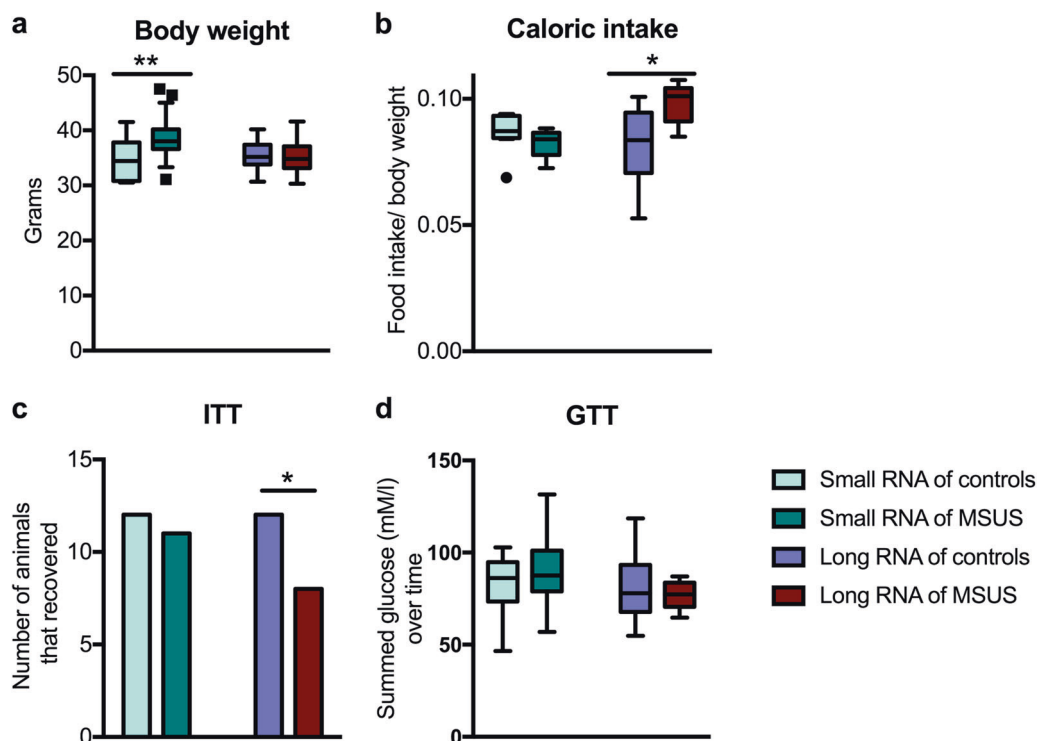 a
Body weight
**
50
40
30
20
10
0
Grams
b
Caloric intake
*
0.10
0.05
0.00
Food intake/ body weight
c
ITT
*
15
10
5
0
Number of animals
that recovered
d
GTT
150
100
50
0
Summed glucose (mM/l)
over time
Small RNA of controls
Small RNA of MSUS
Long RNA of controls
Long RNA of MSUS